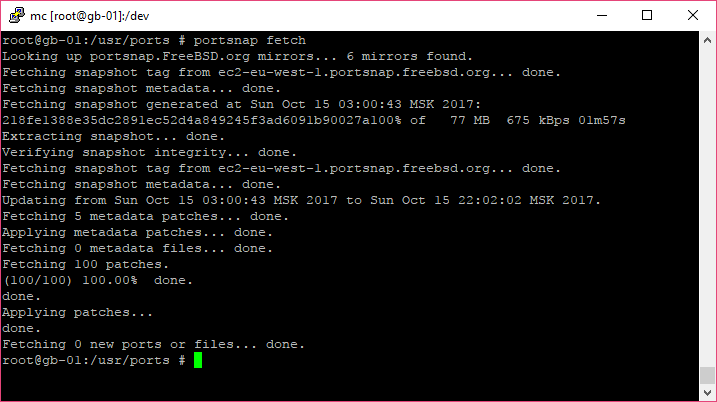 mc [root@gb-01]:/dev
root@gb-01:/usr/ports # portsnap fetch
Looking up portsnap.FreeBSD.org mirrors... 6 mirrors found.
Fetching snapshot tag from ec2-eu-west-1.portsnap.freebsd.org... done.
Fetching snapshot metadata... done.
Fetching snapshot generated at Sun Oct 15 03:00:43 MSK 2017:
218fe1388e35dc2891ec52d4a849245f3ad6091b90027a100% of   77 MB  675 kBps 01m57s
Extracting snapshot... done.
Verifying snapshot integrity... done.
Fetching snapshot tag from ec2-eu-west-1.portsnap.freebsd.org... done.
Fetching snapshot metadata... done.
Updating from Sun Oct 15 03:00:43 MSK 2017 to Sun Oct 15 22:02:02 MSK 2017.
Fetching 5 metadata patches... done.
Applying metadata patches... done.
Fetching 0 metadata files... done.
Fetching 100 patches.
(100/100) 100.00%  done.
done.
Applying patches...
done.
Fetching 0 new ports or files... done.
root@gb-01:/usr/ports #